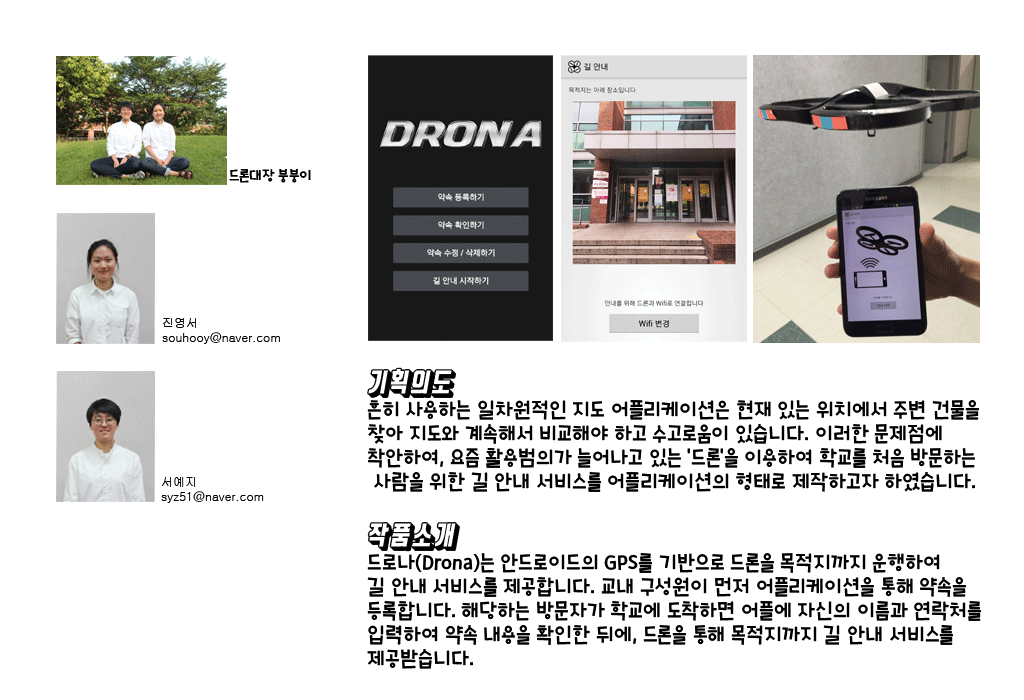 드론대장 붕붕이
진영서
souhooy@naver.com
서예지
syz51@naver.com
DRONA
약속 등록하기
약속 확인하기
약속 수정 / 삭제하기
길 안내 시작하기
길 안내
목적지는 아래 장소입니다
안내를 위해 드론과 Wifi로 연결합니다
Wifi 변경
SAMSUNG
기획의도
흔히 사용하는 일차원적인 지도 어플리케이션은 현재 있는 위치에서 주변 건물을
찾아 지도와 계속해서 비교해야 하고 수고로움이 있습니다. 이러한 문제점에
착안하여, 요즘 활용범의가 늘어나고 있는 '드론'을 이용하여 학교를 처음 방문하는
사람을 위한 길 안내 서비스를 어플리케이션의 형태로 제작하고자 하였습니다.
작품소개
드로나(Drona)는 안드로이드의 GPS를 기반으로 드론을 목적지까지 운행하여
길 안내 서비스를 제공합니다. 교내 구성원이 먼저 어플리케이션을 통해 약속을
등록합니다. 해당하는 방문자가 학교에 도착하면 어플에 자신의 이름과 연락처를
입력하여 약속 내용을 확인한 뒤에, 드론을 통해 목적지까지 길 안내 서비스를
제공받습니다.